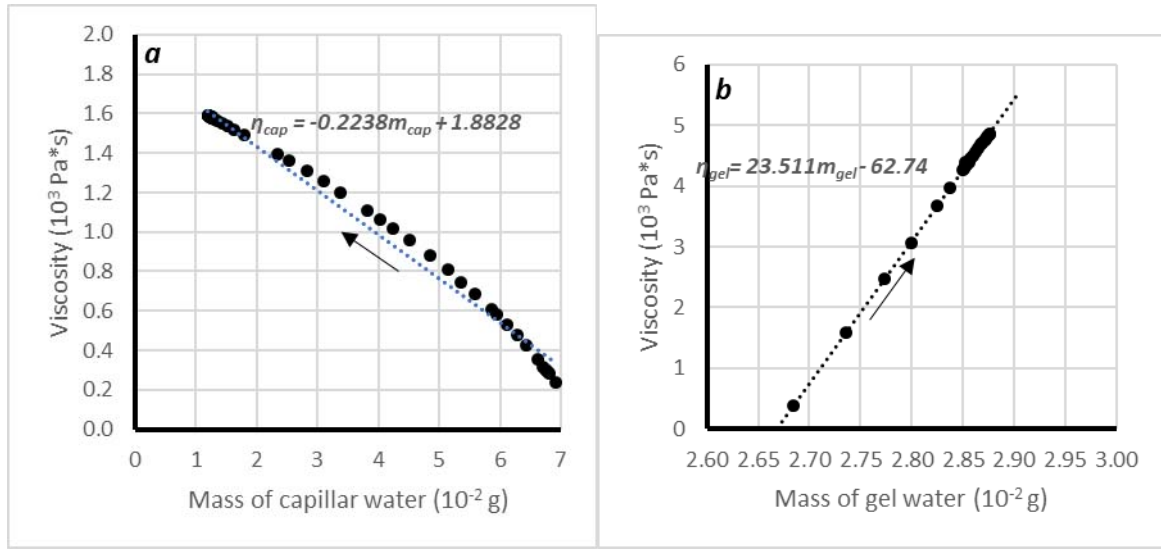 a
2.0
1.8
1.6
1.4
1.2
1.0
0.8
0.6
0.4
0.2
0.0
0 1 2 3 4 5 6 7
Viscosity (10³ Pa*s)
Mass of capillar water (10⁻² g)
η_cap = -0.2238m_cap + 1.8828
b
6
5
4
3
2
1
0
2.60 2.65 2.70 2.75 2.80 2.85 2.90 2.95 3.00
Viscosity (10³ Pa*s)
Mass of gel water (10⁻² g)
η_gel = 23.511m_gel - 62.74